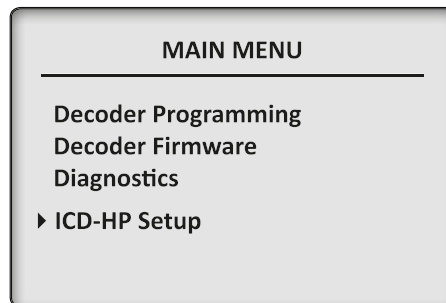 MAIN MENU
Decoder Programming
Decoder Firmware
Diagnostics
ICD-HP Setup